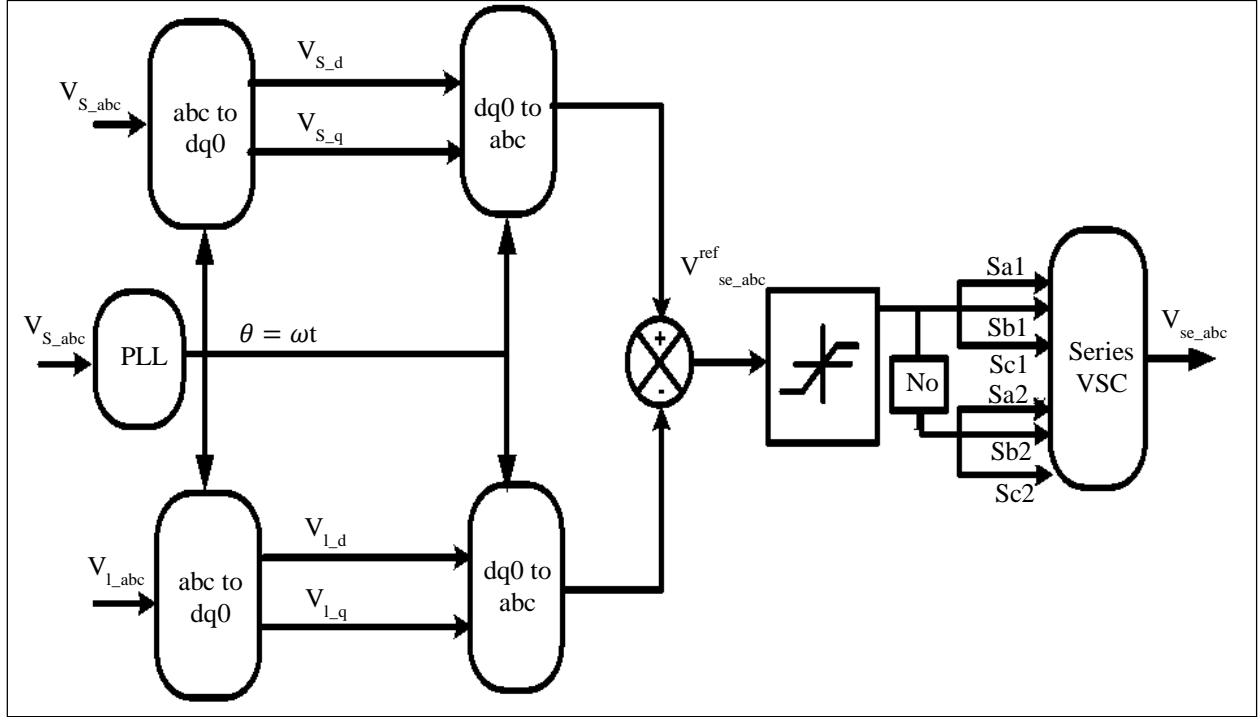 V_S_abc
abc to
dq0
V_S_d
V_S_q
dq0 to
abc
V_S_abc
PLL
θ = ωt
V^ref_se_abc
+
-
No
Sa1
Sb1
Sc1
Sa2
Sb2
Sc2
Series
VSC
V_se_abc
V_l_abc
abc to
dq0
V_l_d
V_l_q
dq0 to
abc